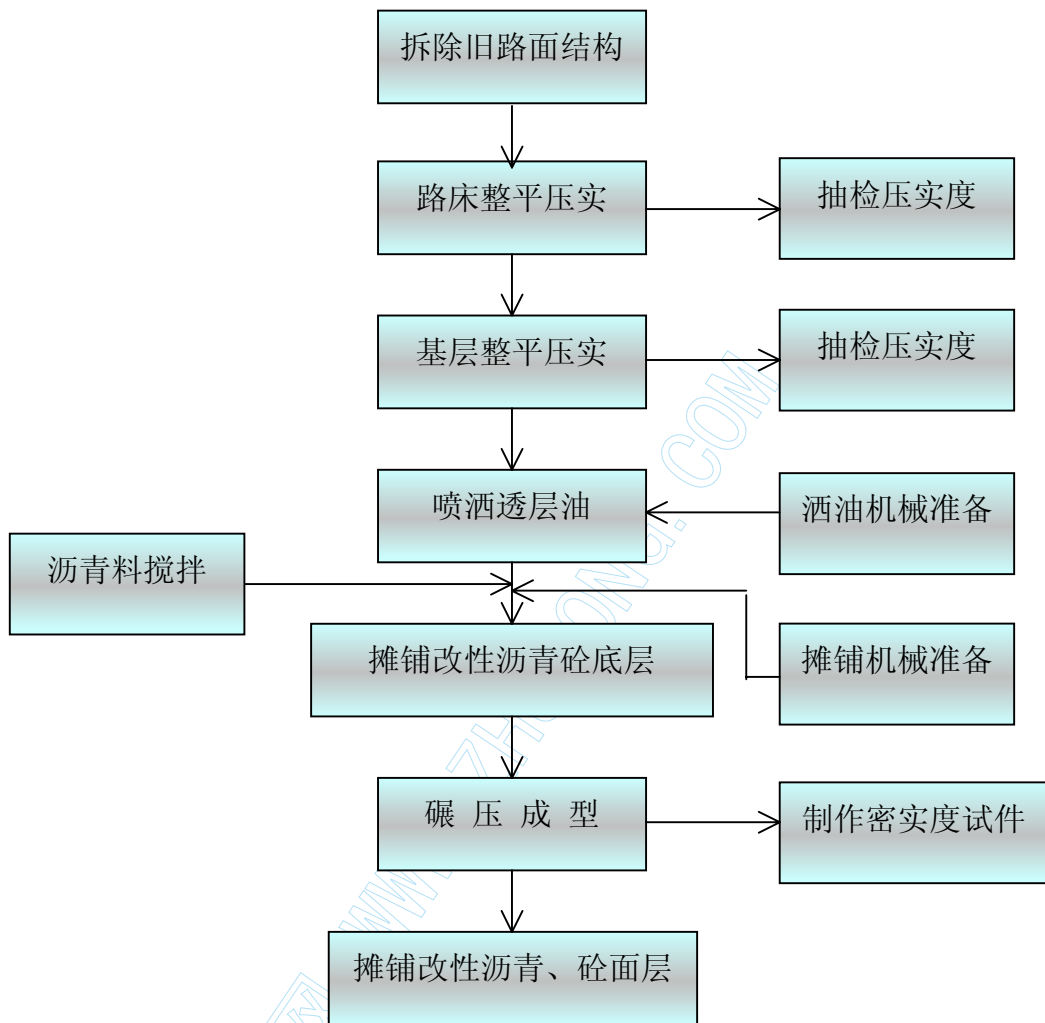 拆除旧路面结构
路床整平压实
抽检压实度
基层整平压实
抽检压实度
喷洒透层油
洒油机械准备
沥青料搅拌
摊铺改性沥青砼底层
摊铺机械准备
碾 压 成 型
制作密实度试件
摊铺改性沥青、砼面层